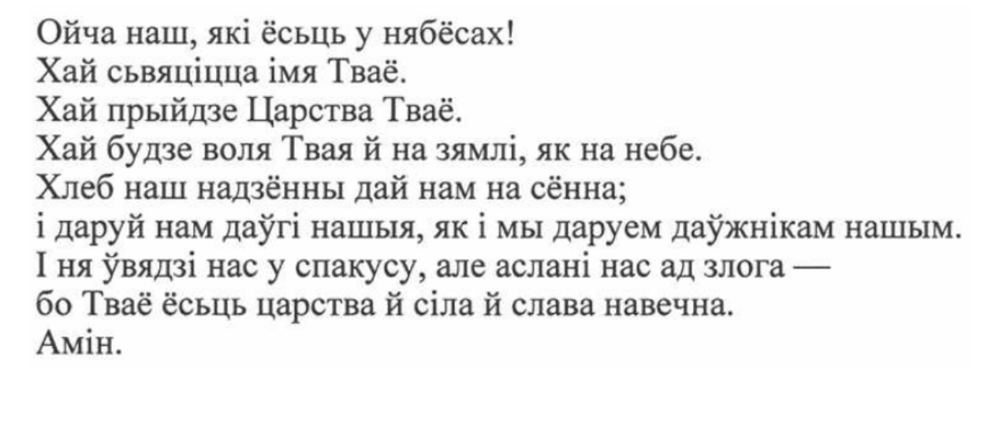 Ойча наш, які ёсьць у нябёсах!
Хай сьвяціцца імя Тваё.
Хай прыйдзе Царства Тваё.
Хай будзе воля Твая й на зямлі, як на небе.
Хлеб наш надзённы дай нам на сённа;
і даруй нам даўгі нашыя, як і мы даруем даўжнікам нашым.
І ня ўвядзі нас у спакусу, але аслані нас ад злога —
бо Тваё ёсьць царства й сіла й слава навечна.
Амін.